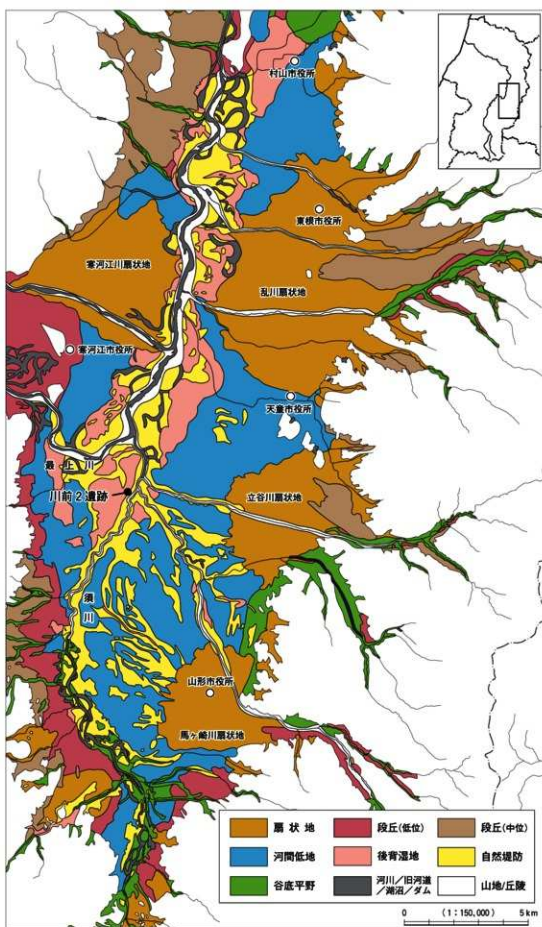 村山市役所
東根市役所
寒河江川扇状地
乱川扇状地
寒河江市役所
天童市役所
最上川
川前2遺跡
立谷川扇状地
須川
山形市役所
馬ヶ崎川扇状地
扇状地
段丘(低位)
段丘(中位)
河間低地
後背湿地
自然堤防
谷底平野
河川/旧河道
/湖沼/ダム
山地/丘陵
0 (1:150,000) 5km